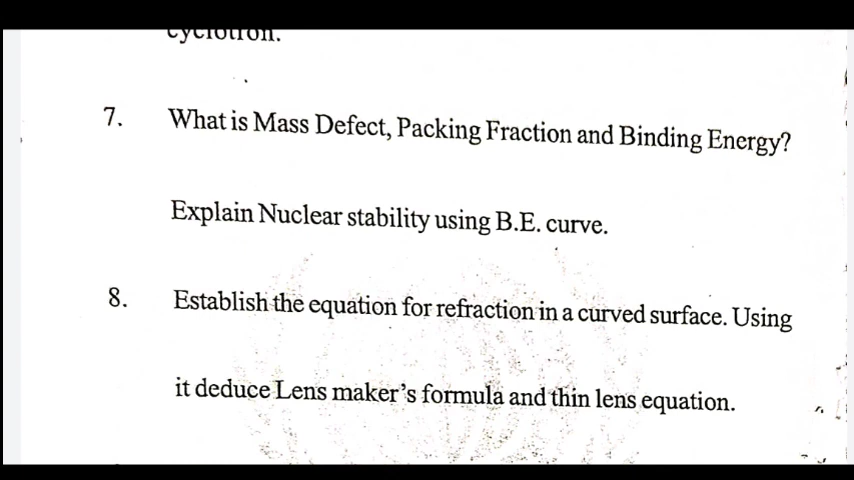 cyclotron.
7. What is Mass Defect, Packing Fraction and Binding Energy?
Explain Nuclear stability using B.E. curve.
8. Establish the equation for refraction in a curved surface. Using
it deduce Lens maker's formula and thin lens equation.